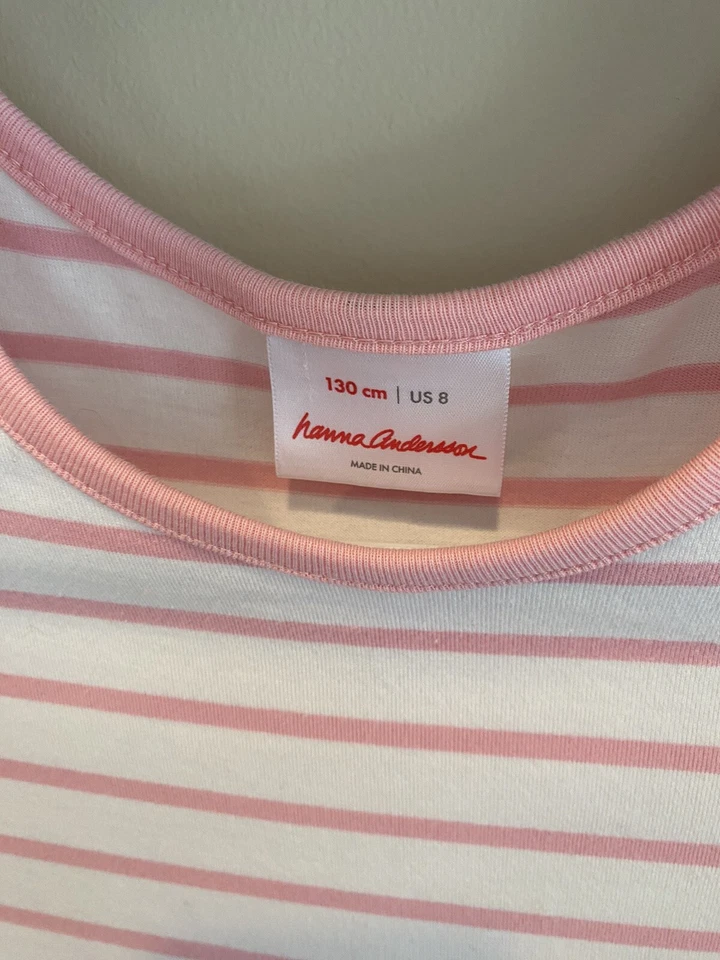 130 cm | US 8
hanna Andersson
MADE IN CHINA